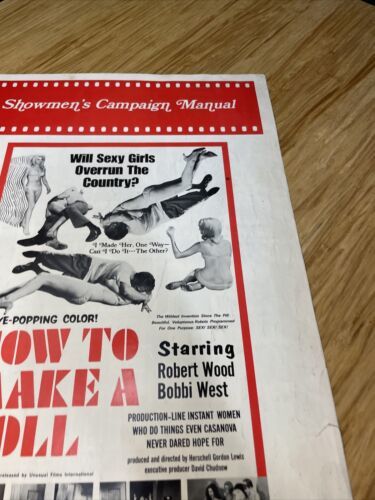 Showmen's Campaign Manual
Will Sexy Girls
Overrun The
Country?
"I Made Her, One Way—
Can I Do It—The Other?
The Wildest Invention Since The Pill
Beautiful, Voluptuous Robots Programmed
For One Purpose: SEX! SEX! SEX!
YE-POPPING COLOR!
HOW TO
MAKE A
DOLL
Starring
Robert Wood
Bobbi West
PRODUCTION-LINE INSTANT WOMEN
WHO DO THINGS EVEN CASANOVA
NEVER DARED HOPE FOR
produced and directed by Herschell Gordon Lewis
executive producer David Chudnow
released by Unusual Films International